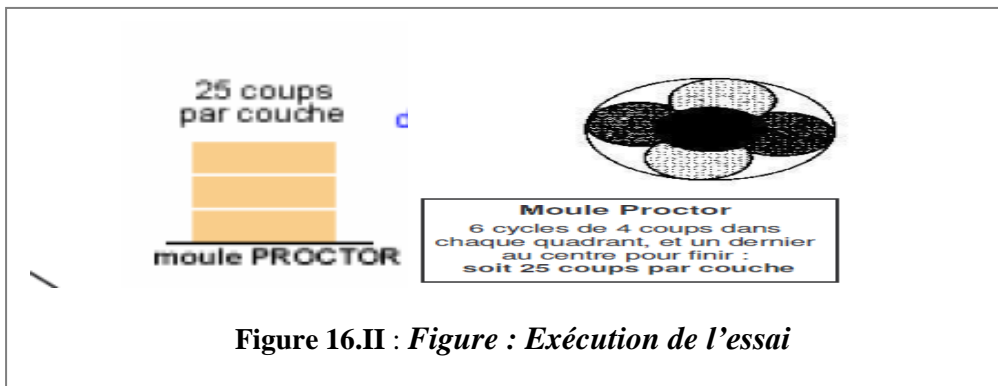 25 coups
par couche
moule PROCTOR
Moule Proctor
6 cycles de 4 coups dans
chaque quadrant, et un dernier
au centre pour finir :
soit 25 coups par couche
Figure 16.II : Figure : Exécution de l'essai